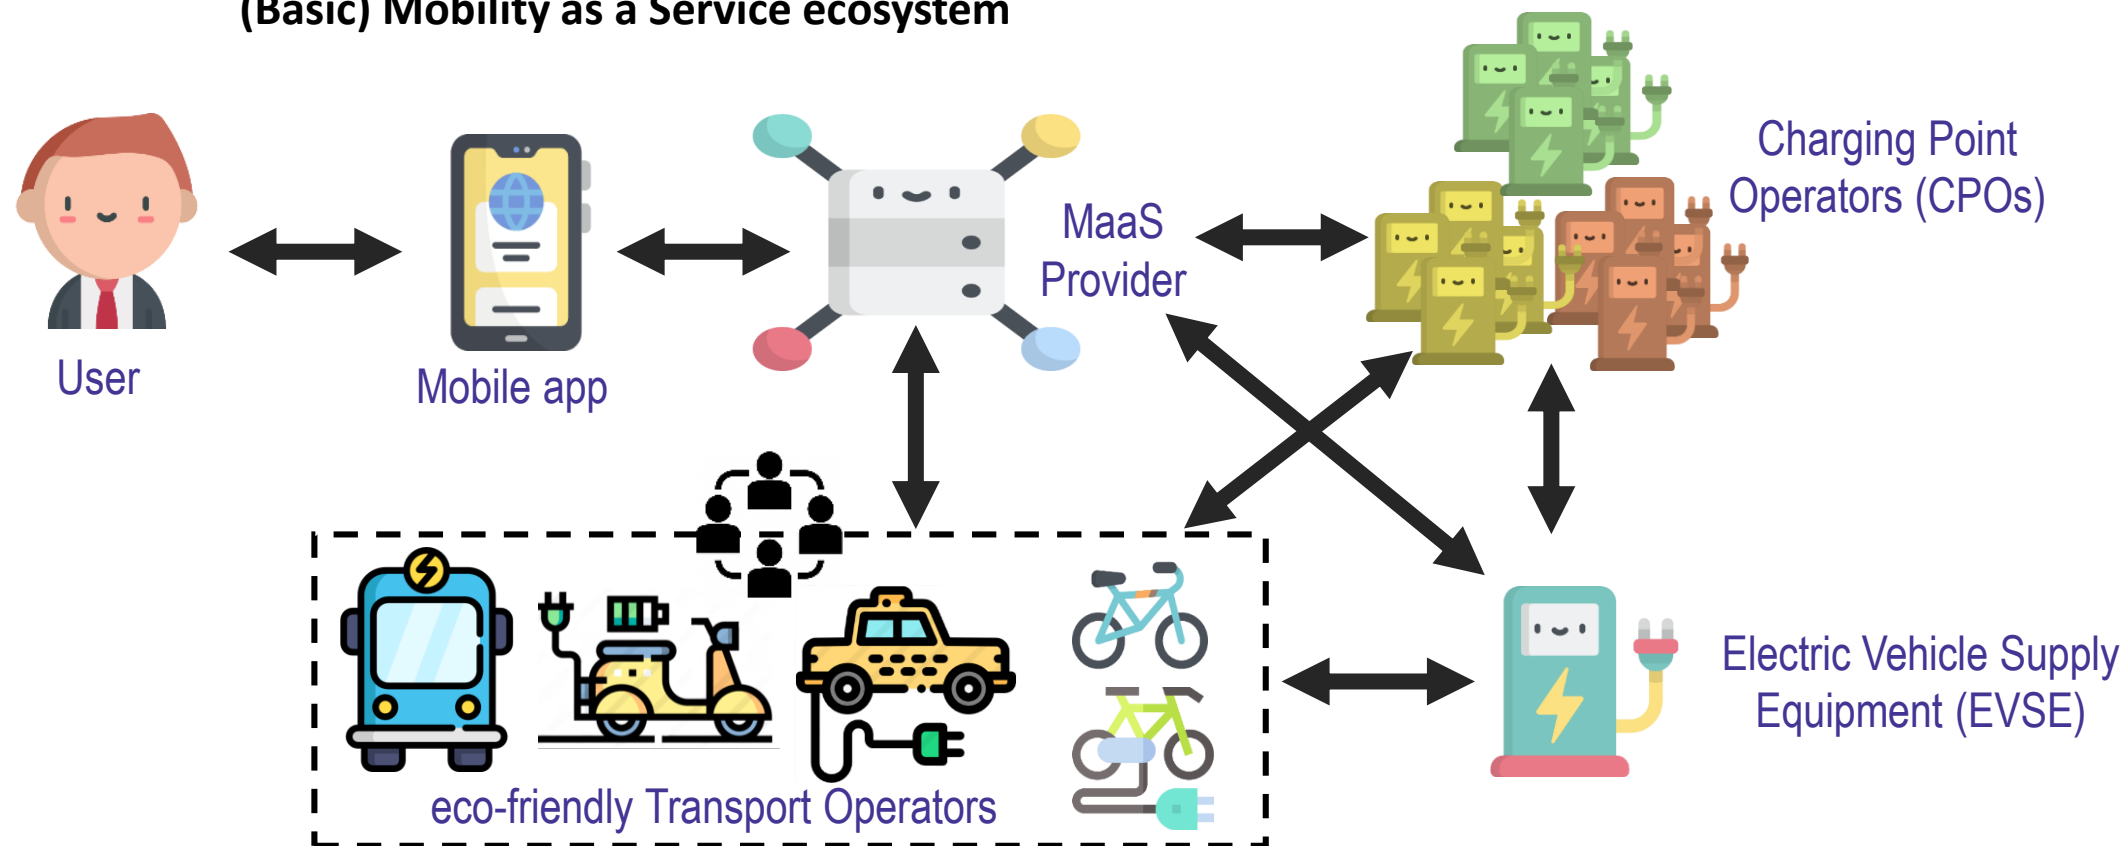 (Basic) Mobility as a Service ecosystem
Charging Point
Operators (CPOs)
MaaS
Provider
User
Mobile app
Electric Vehicle Supply
Equipment (EVSE)
eco-friendly Transport Operators